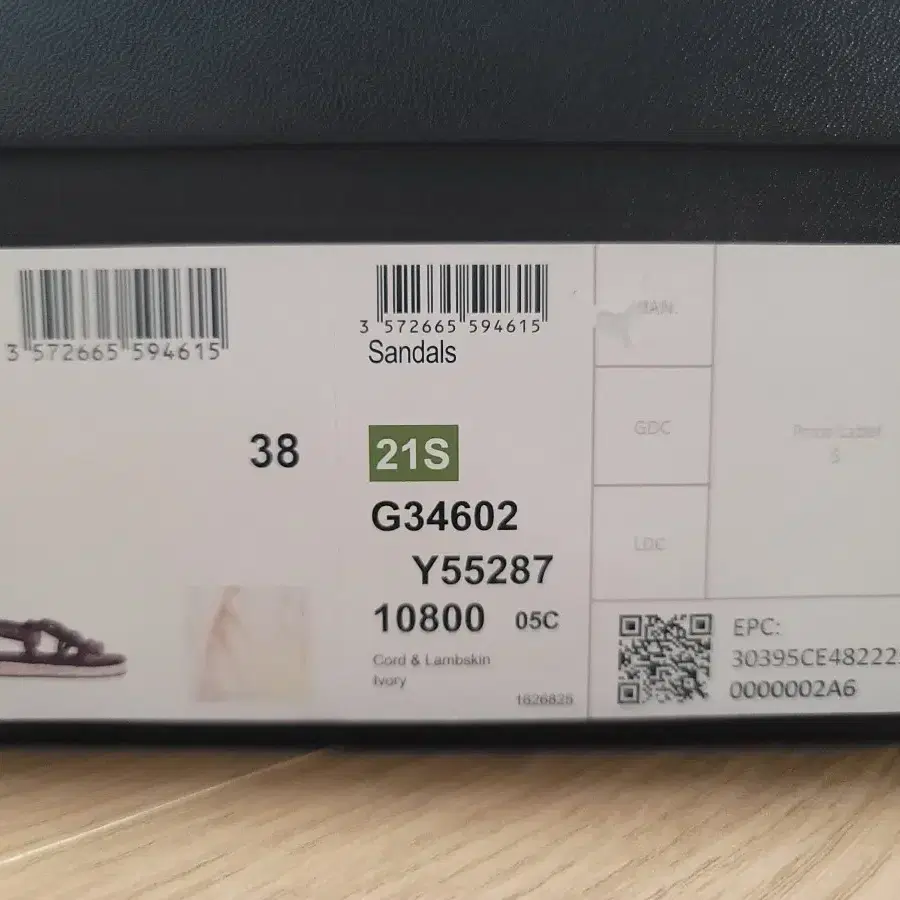 3 572665 594615
38
3 572665 594615
Sandals
21S
G34602
Y55287
10800 05C
Cord & Lambskin
Ivory
1626825
GDC
LDC
EPC:
30395CE48222
0000002A6